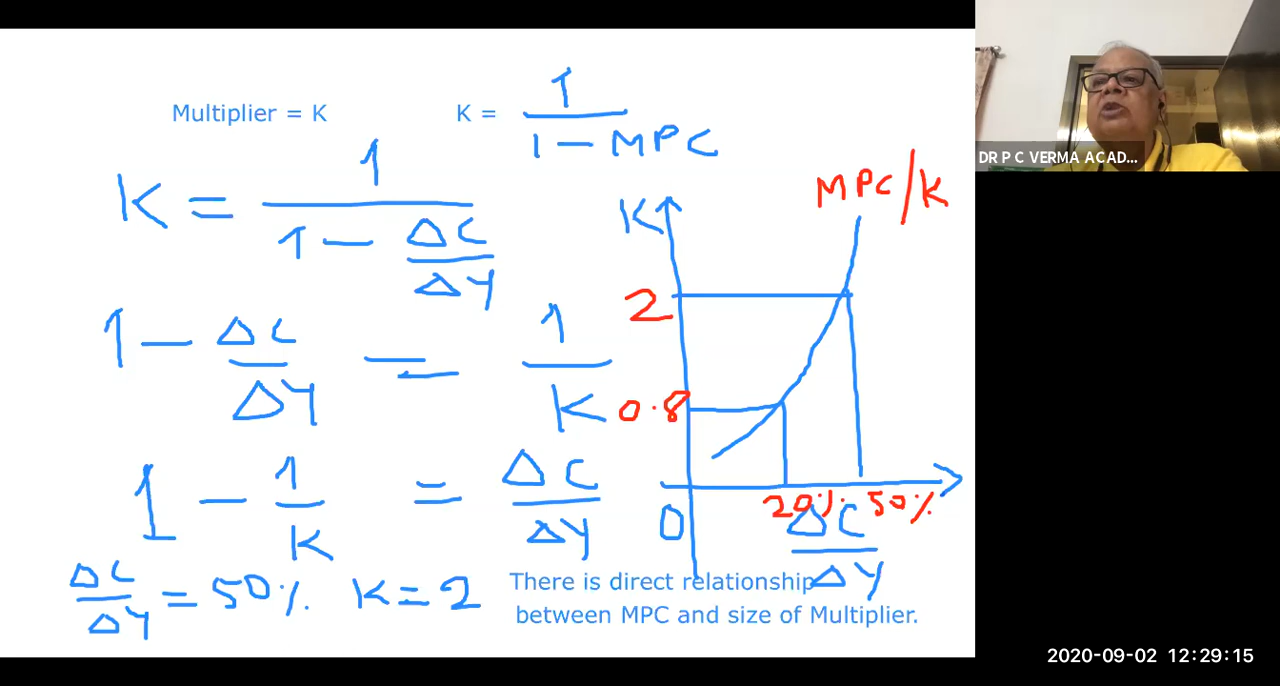 Multiplier = K
K = 1 / (1 - MPC)
K = 1 / (1 - ΔC/ΔY)
1 - ΔC/ΔY = 1/K
1 - 1/K = ΔC/ΔY
ΔC/ΔY = 50% K = 2
MPC/K
K
2
0.8
0
20% 50%
ΔC/ΔY
There is direct relationship
between MPC and size of Multiplier.
DR P C VERMA ACAD...
2020-09-02 12:29:15